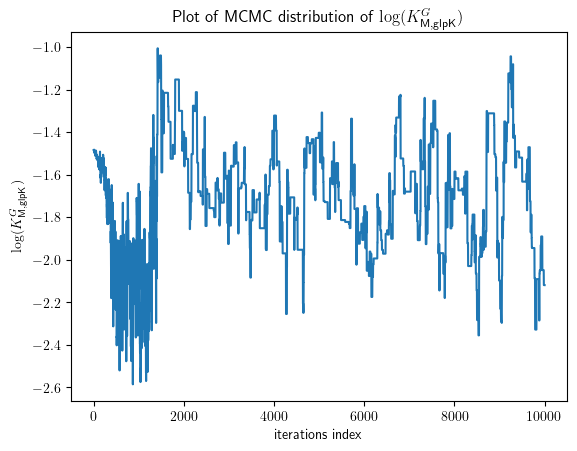 Plot of MCMC distribution of log(K^G_M,glpK)
−1.0
−1.2
−1.4
−1.6
−1.8
−2.0
−2.2
−2.4
−2.6
log(K^G_M,glpK)
0 2000 4000 6000 8000 10000
iterations index